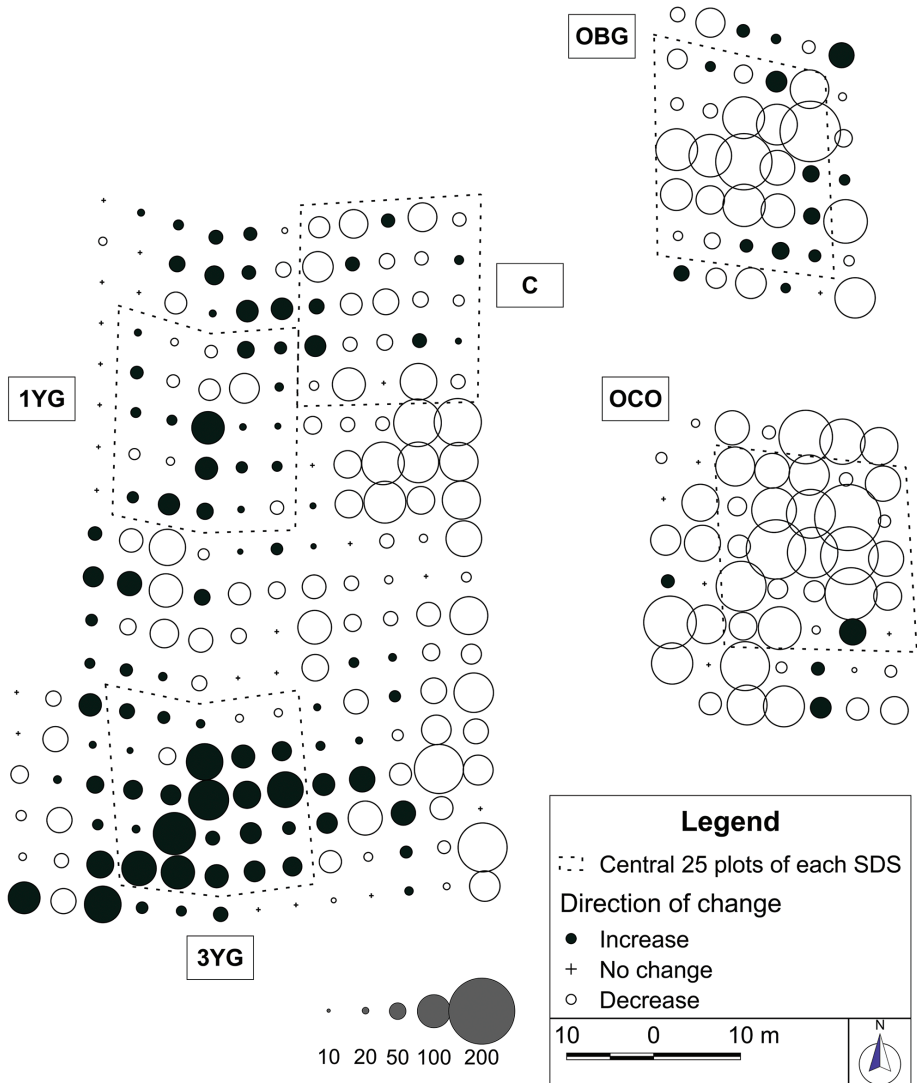 OBG
C
1YG
OCO
3YG
Legend
Central 25 plots of each SDS
Direction of change
Increase
No change
Decrease
10 20 50 100 200
10 0 10 m
N